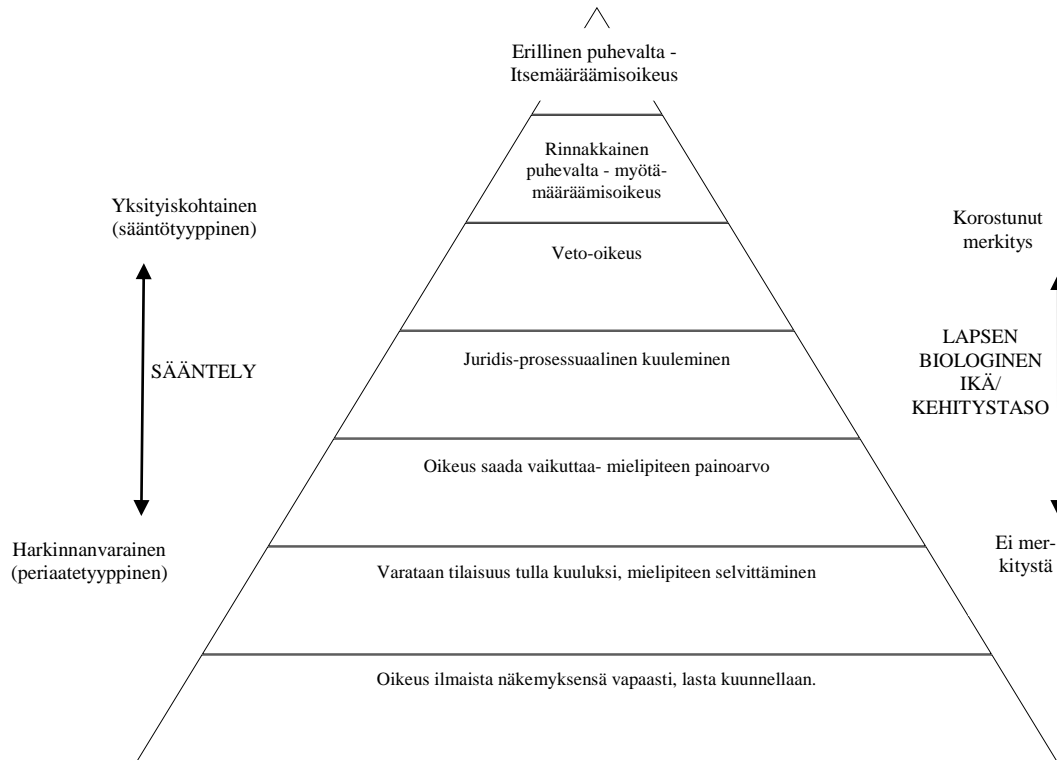 Erillinen puhevalta -
Itsemääräämisoikeus
Rinnakkainen
puhevalta - myötä-
määräämisoikeus
Yksityiskohtainen
(sääntötyyppinen)
Korostunut
merkitys
Veto-oikeus
Juridis-prosessuaalinen kuuleminen
SÄÄNTELY
LAPSEN
BIOLOGINEN
IKÄ/
KEHITYSTASO
Oikeus saada vaikuttaa- mielipiteen painoarvo
Harkinnanvarainen
(periaatetyyppinen)
Ei mer-
kitystä
Varataan tilaisuus tulla kuuluksi, mielipiteen selvittäminen
Oikeus ilmaista näkemyksensä vapaasti, lasta kuunnellaan.